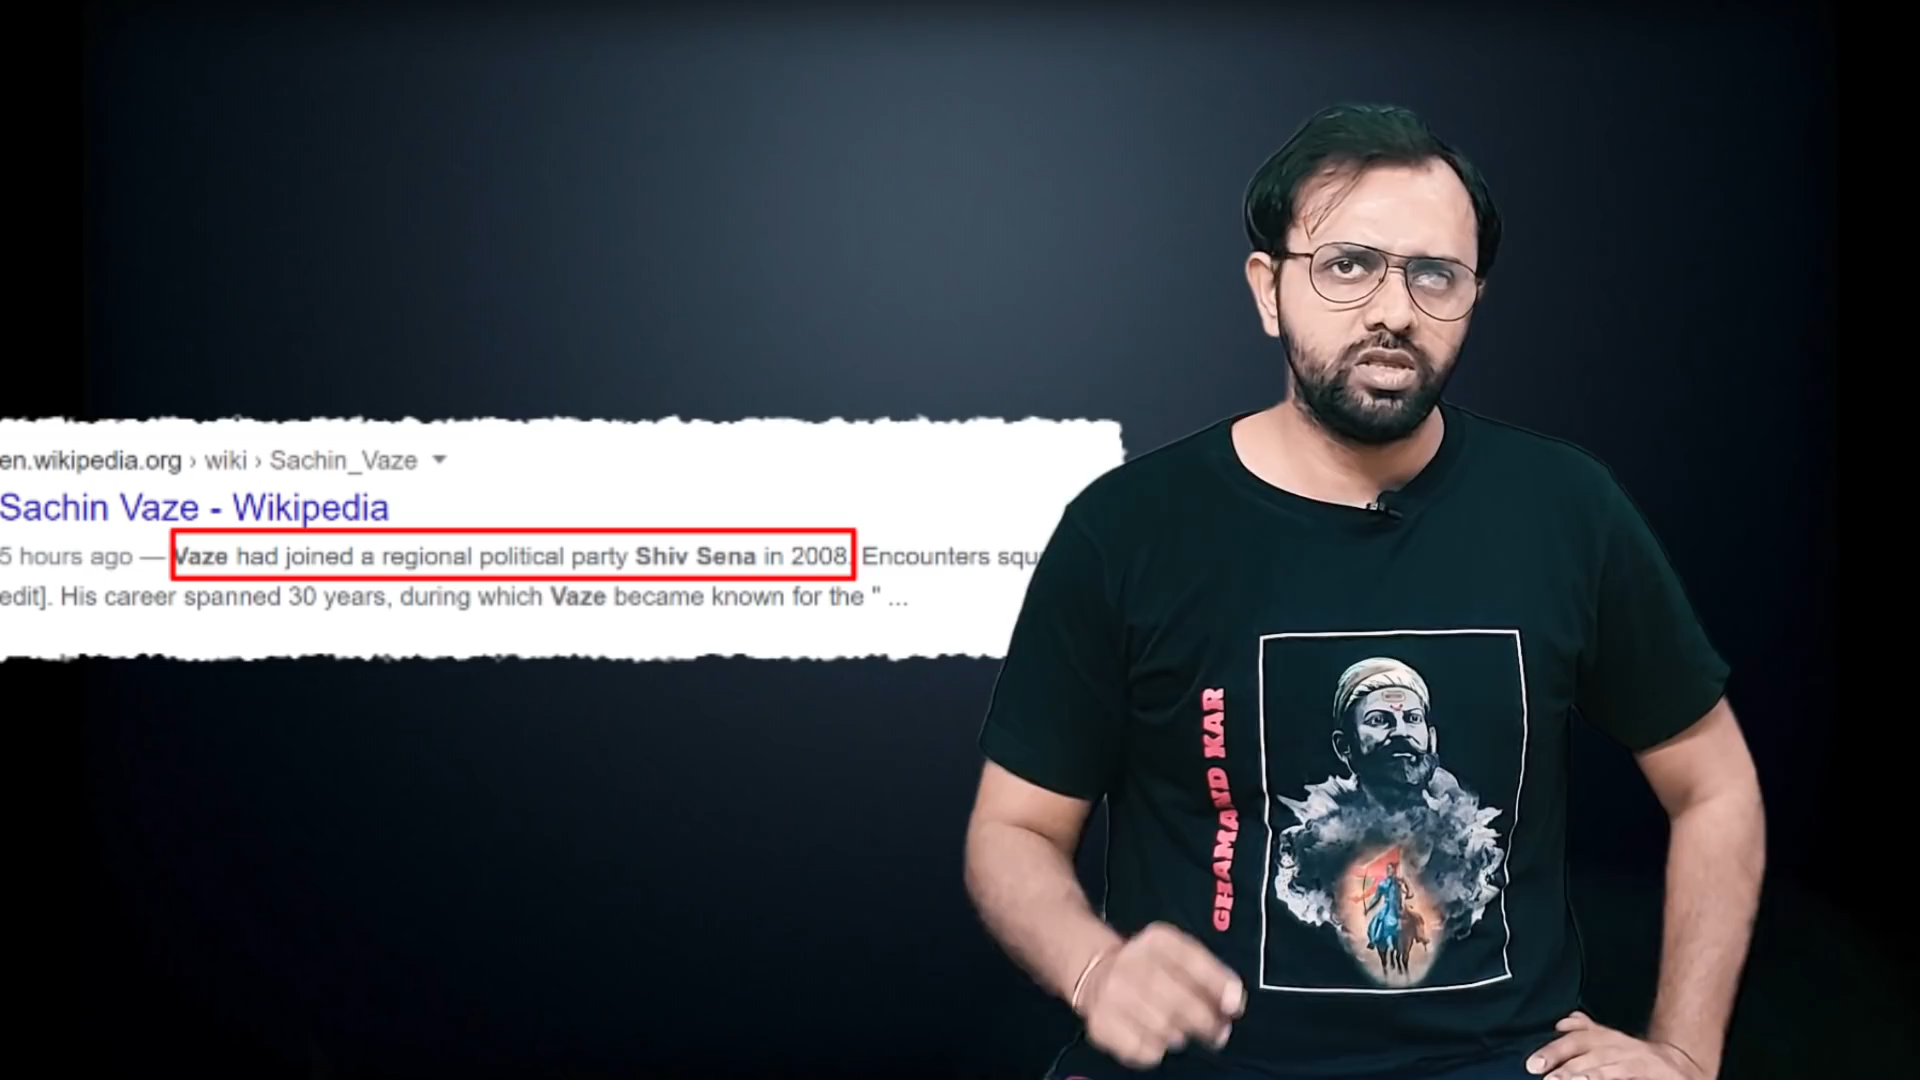 en.wikipedia.org › wiki › Sachin_Vaze
Sachin Vaze - Wikipedia
5 hours ago — Vaze had joined a regional political party Shiv Sena in 2008. Encounters squ
edit]. His career spanned 30 years, during which Vaze became known for the " ...
GHAMAND KAR